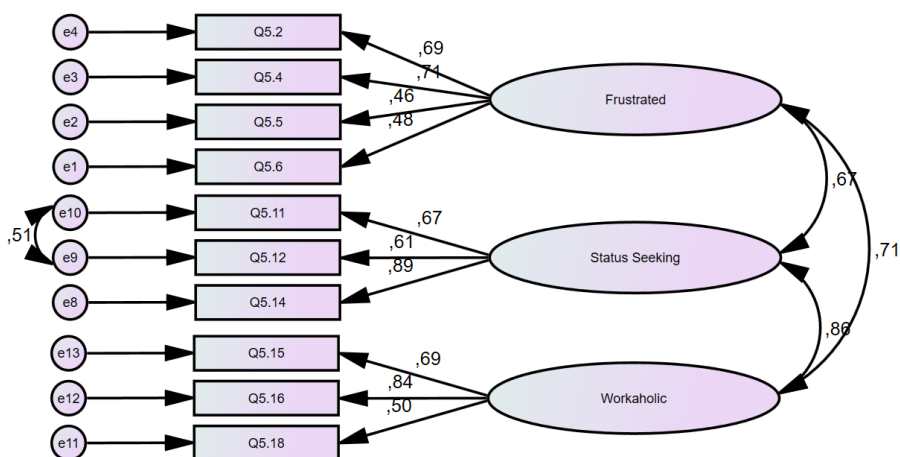 e4 Q5.2 ,69
e3 Q5.4 ,71 Frustrated
e2 Q5.5 ,46
e1 Q5.6 ,48
,67
e10 Q5.11 ,67
,51
e9 Q5.12 ,61 Status Seeking
,71
e8 Q5.14 ,89
,86
e13 Q5.15 ,69
e12 Q5.16 ,84 Workaholic
e11 Q5.18 ,50